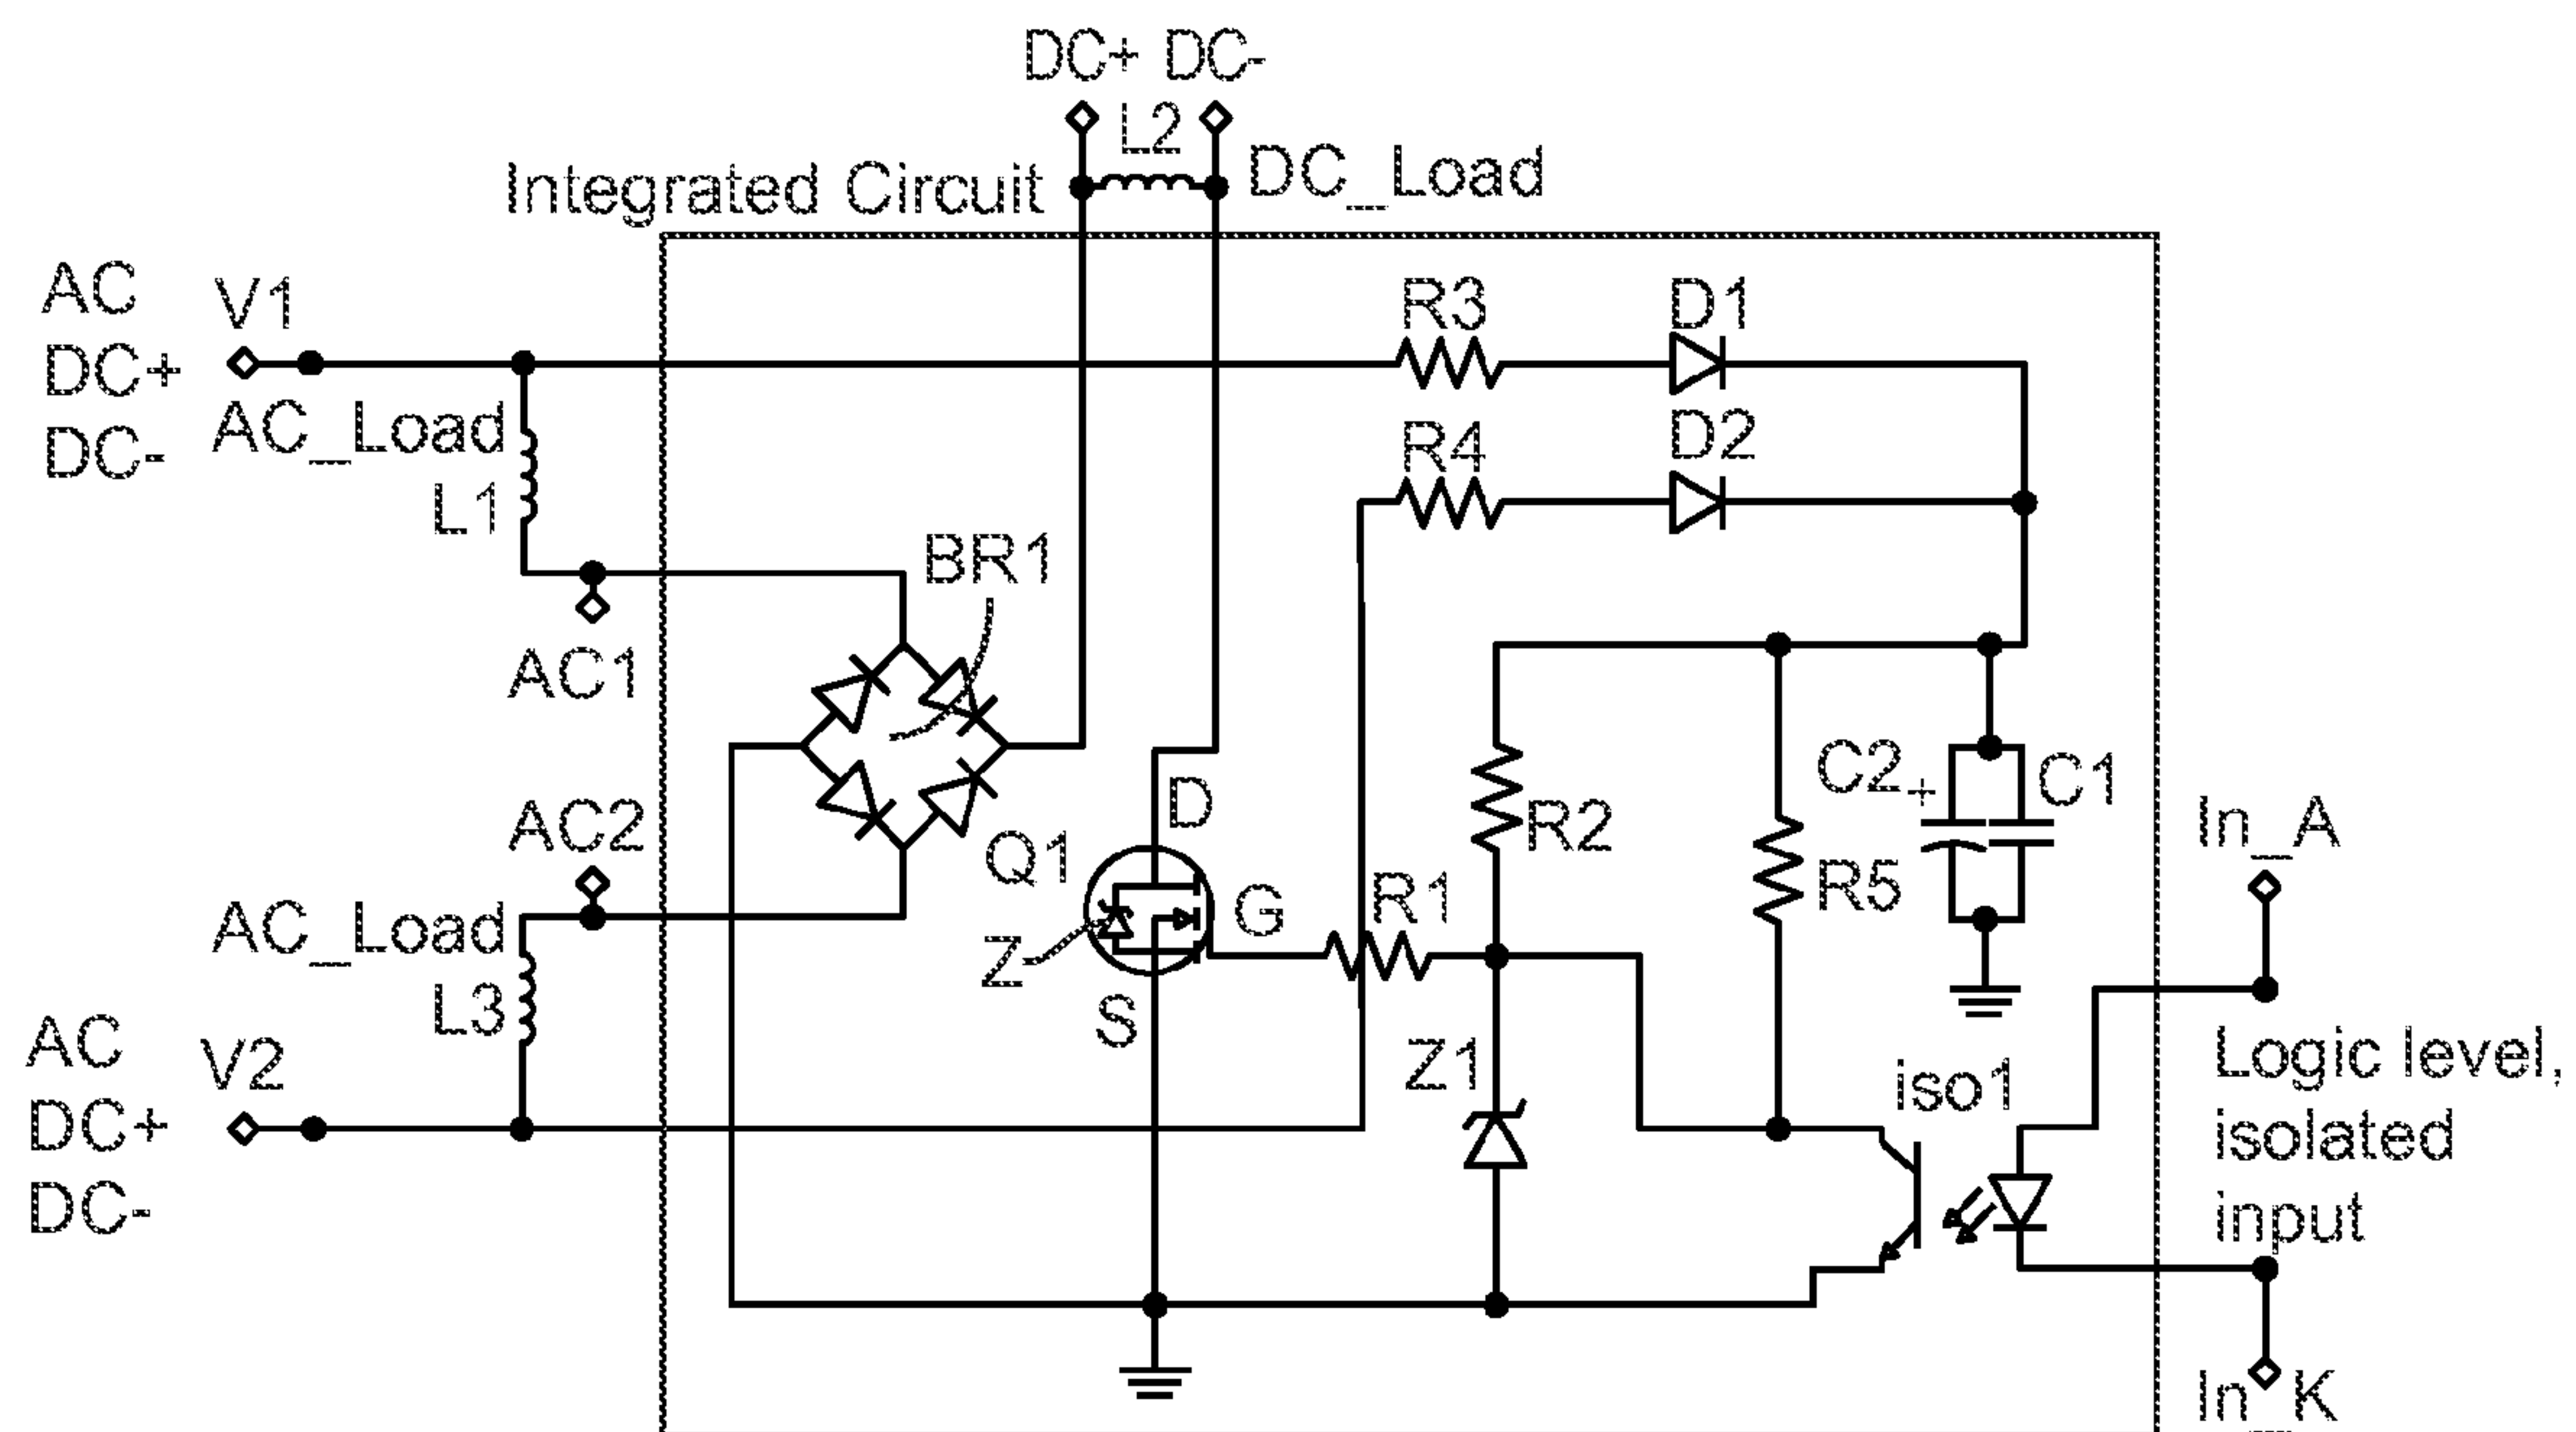 DC+ DC-
L2
Integrated Circuit
DC_Load
AC
DC+
DC-
V1
AC_Load
L1
R3
D1
R4
D2
BR1
AC1
AC2
AC_Load
L3
AC
DC+
DC-
V2
Q1
D
G
S
Z
R1
R2
R5
C2
+
C1
Z1
iso1
In_A
Logic level,
isolated
input
In_K